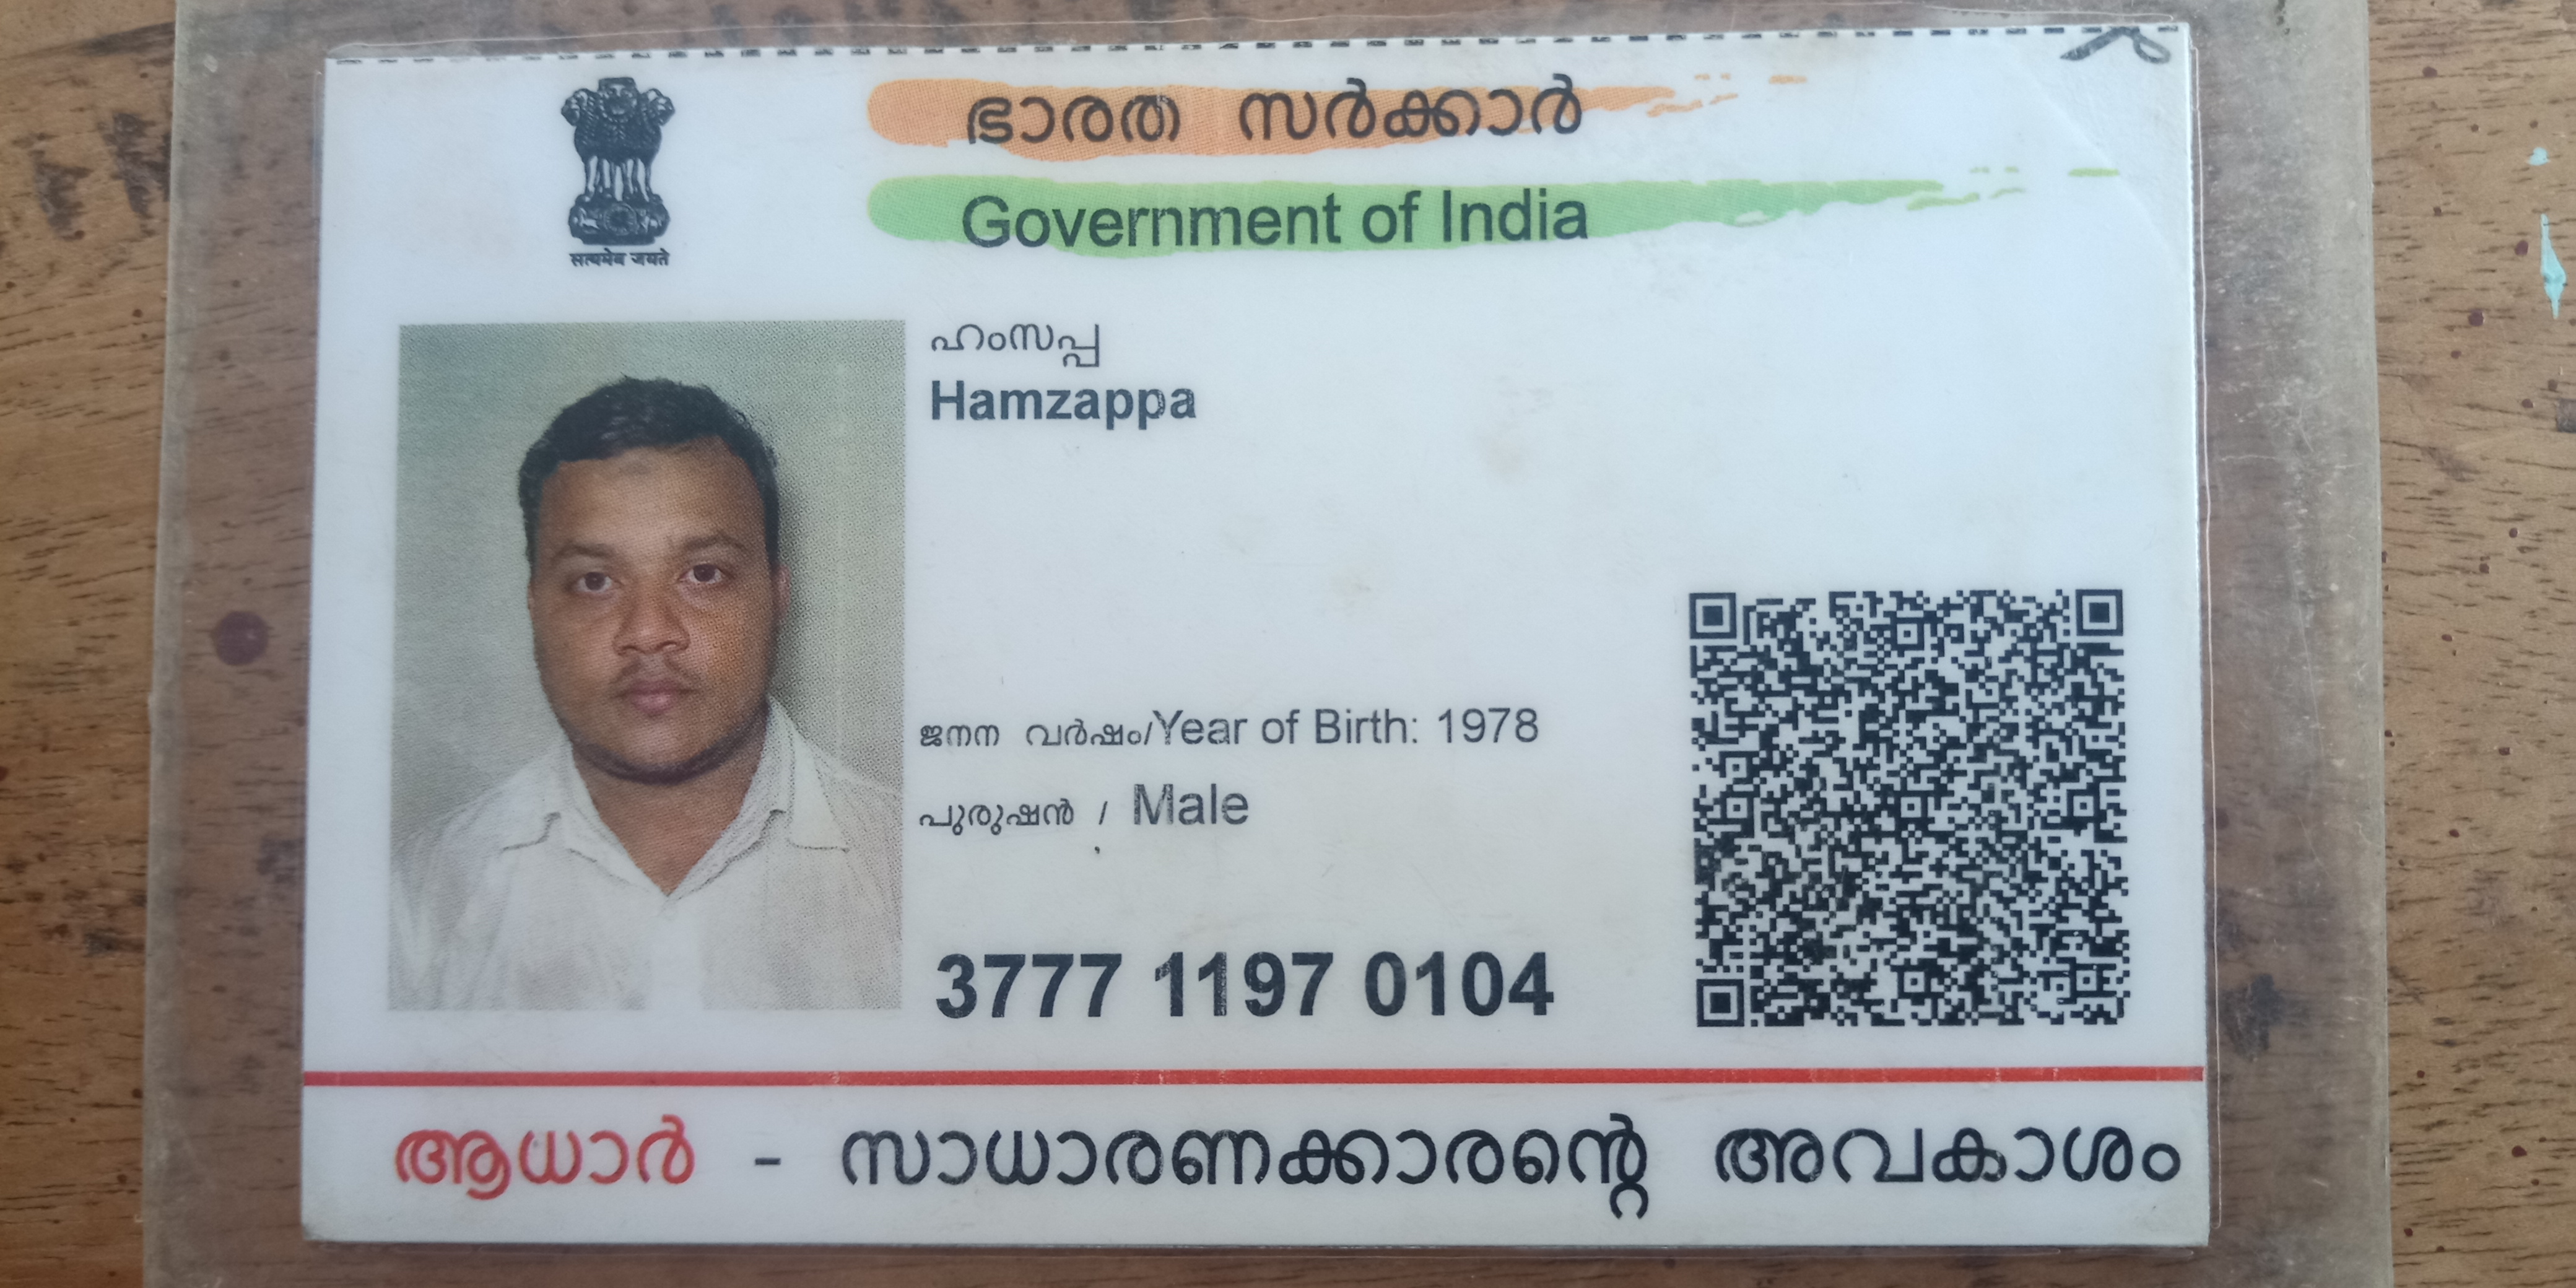 ഭാരത സർക്കാർ
Government of India
सत्यमेव जयते
ഹംസപ്പ
Hamzappa
ജനന വർഷം/Year of Birth: 1978
പുരുഷൻ / Male
3777 1197 0104
ആധാർ - സാധാരണക്കാരന്റെ അവകാശം